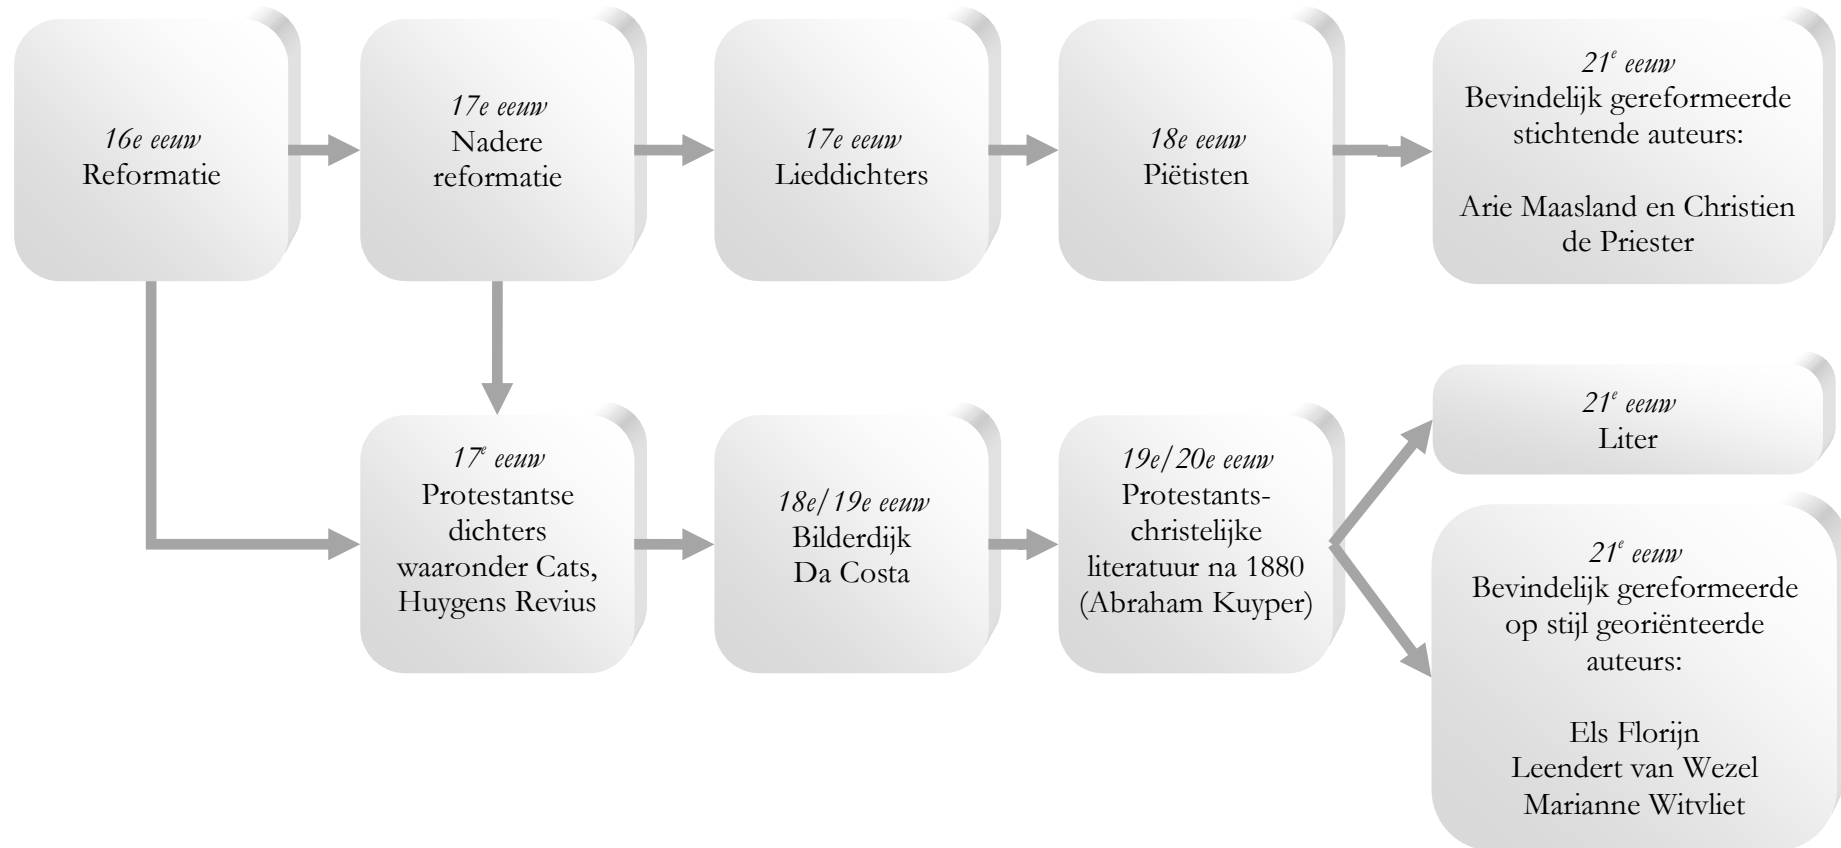 16e eeuw
Reformatie
17e eeuw
Nadere
reformatie
17e eeuw
Lieddichters
18e eeuw
Piëtisten
21e eeuw
Bevindelijk gereformeerde
stichtende auteurs:
Arie Maasland en Christien
de Priester
17e eeuw
Protestantse
dichters
waaronder Cats,
Huygens Revius
18e/19e eeuw
Bilderdijk
Da Costa
19e/20e eeuw
Protestants-
christelijke
literatuur na 1880
(Abraham Kuyper)
21e eeuw
Liter
21e eeuw
Bevindelijk gereformeerde
op stijl georiënteerde
auteurs:
Els Florijn
Leendert van Wezel
Marianne Witvliet